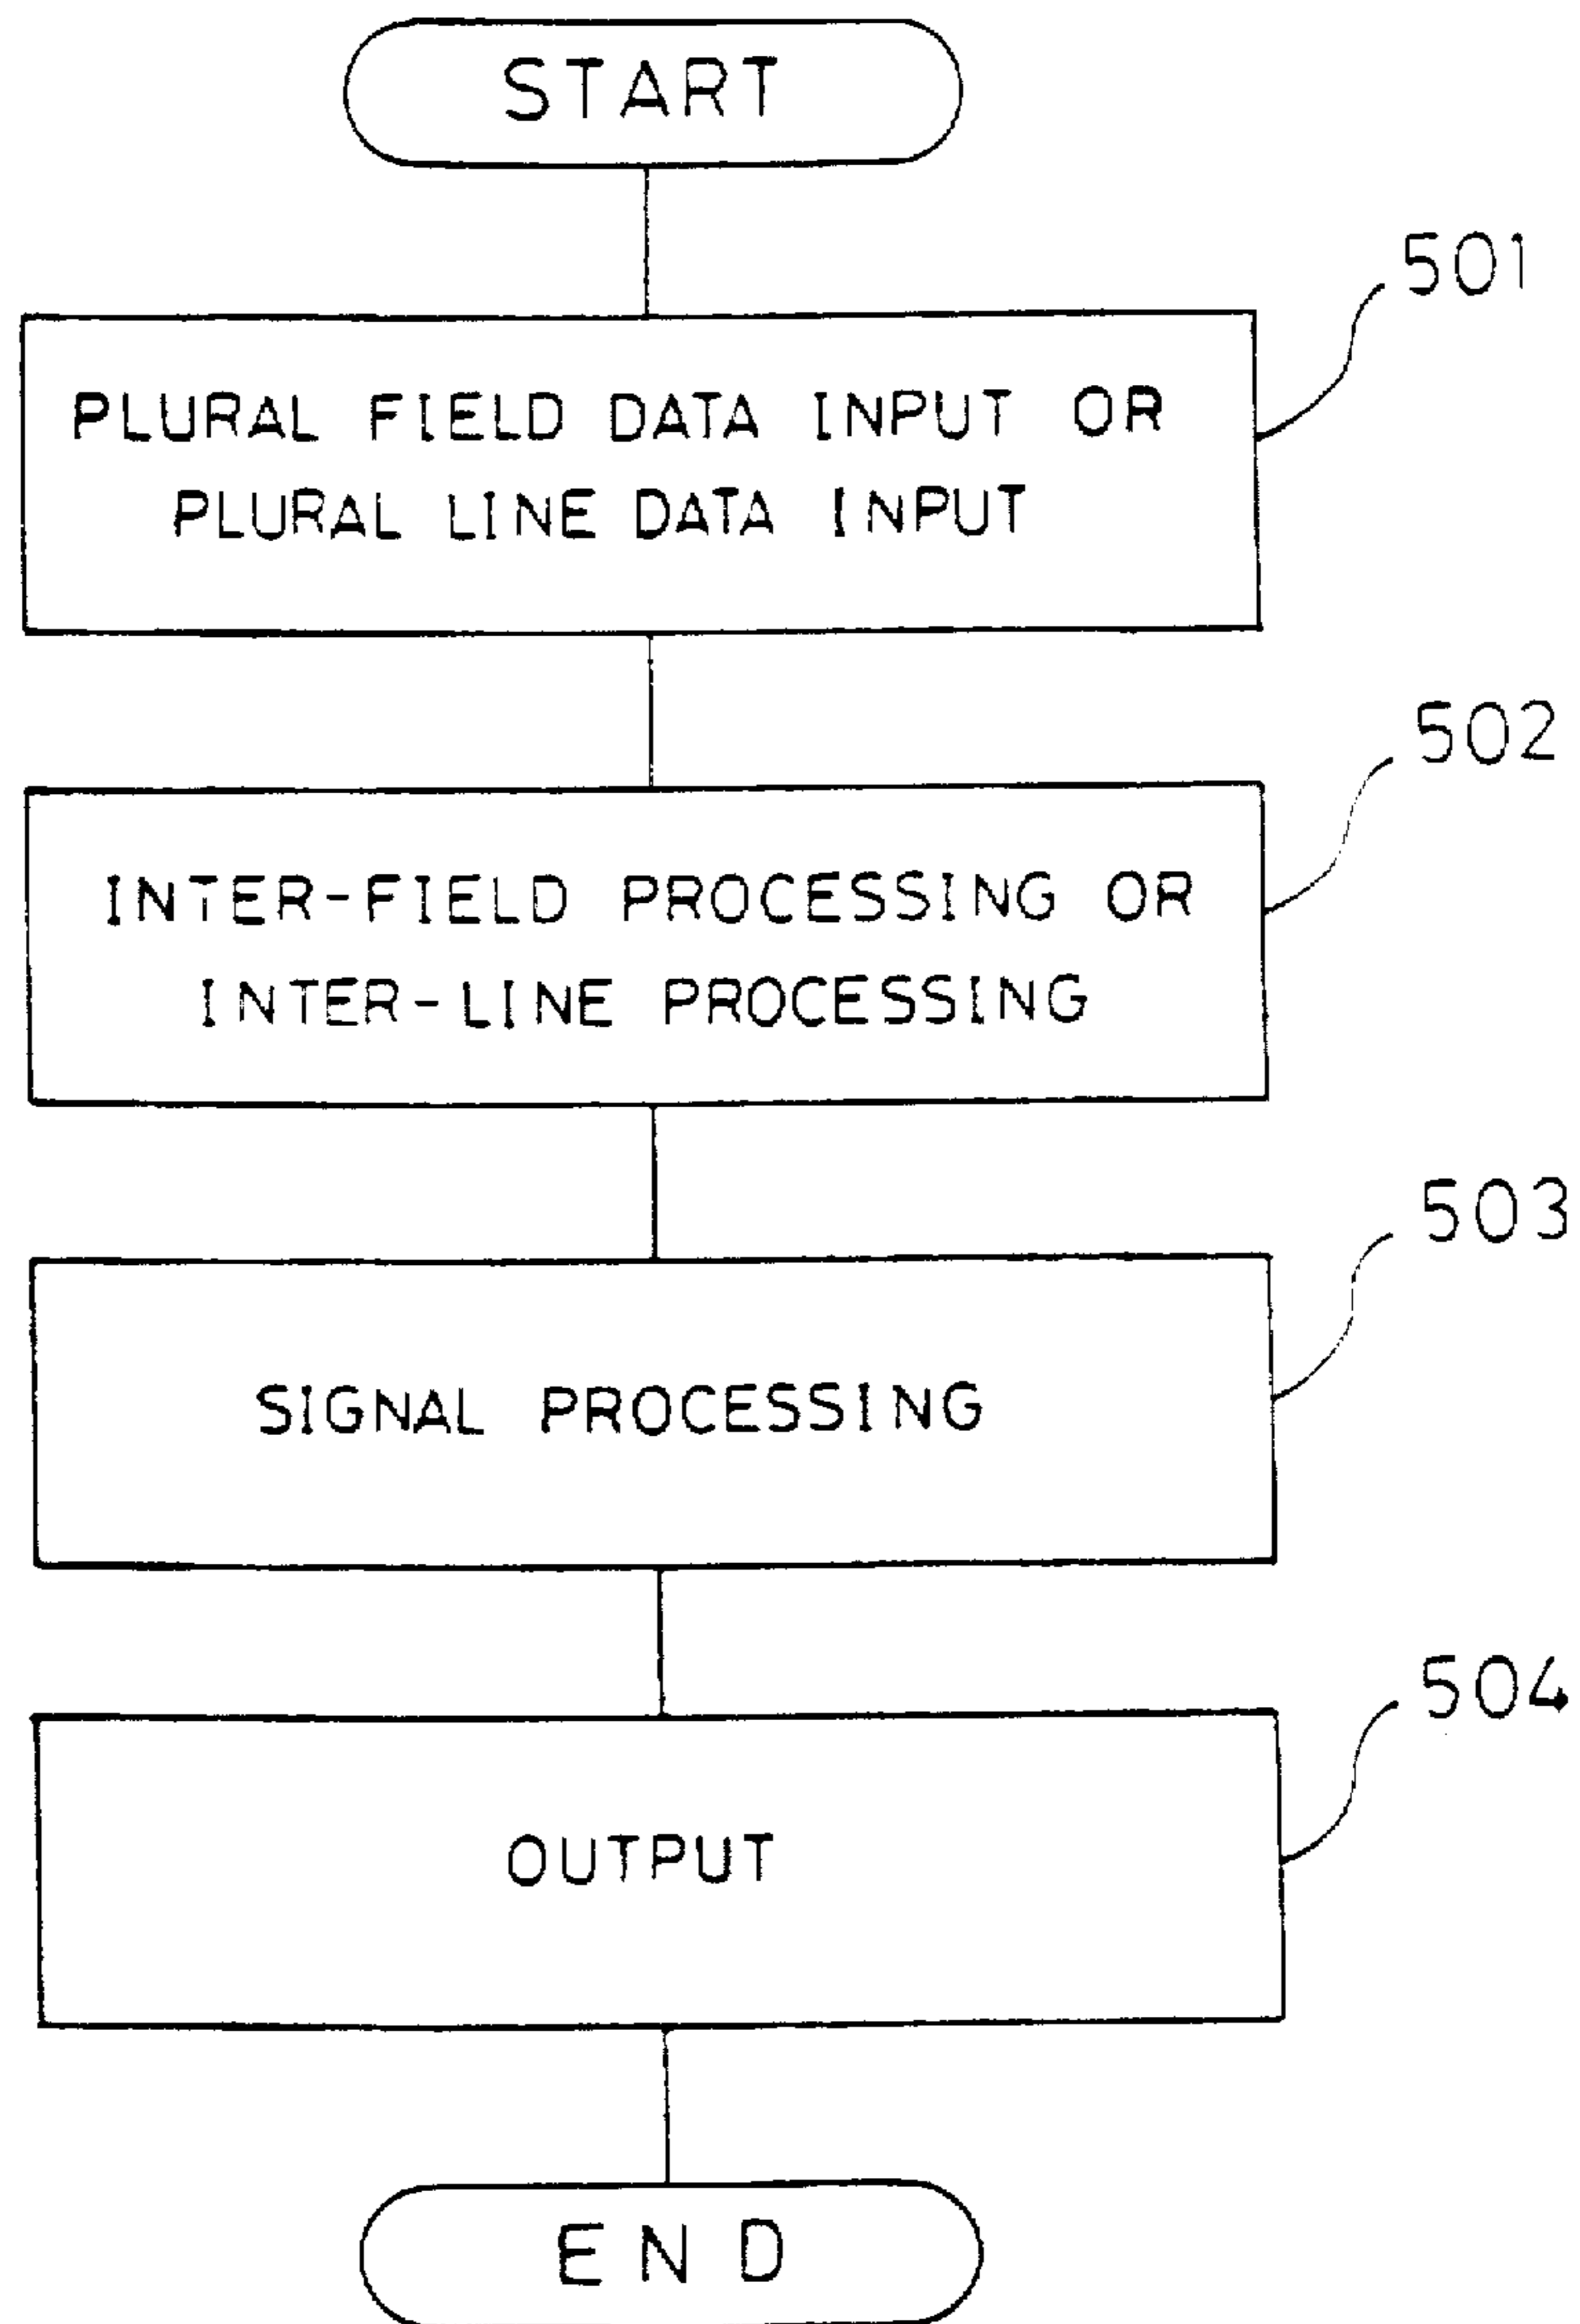 START
501
PLURAL FIELD DATA INPUT OR
PLURAL LINE DATA INPUT
502
INTER-FIELD PROCESSING OR
INTER-LINE PROCESSING
503
SIGNAL PROCESSING
504
OUTPUT
END